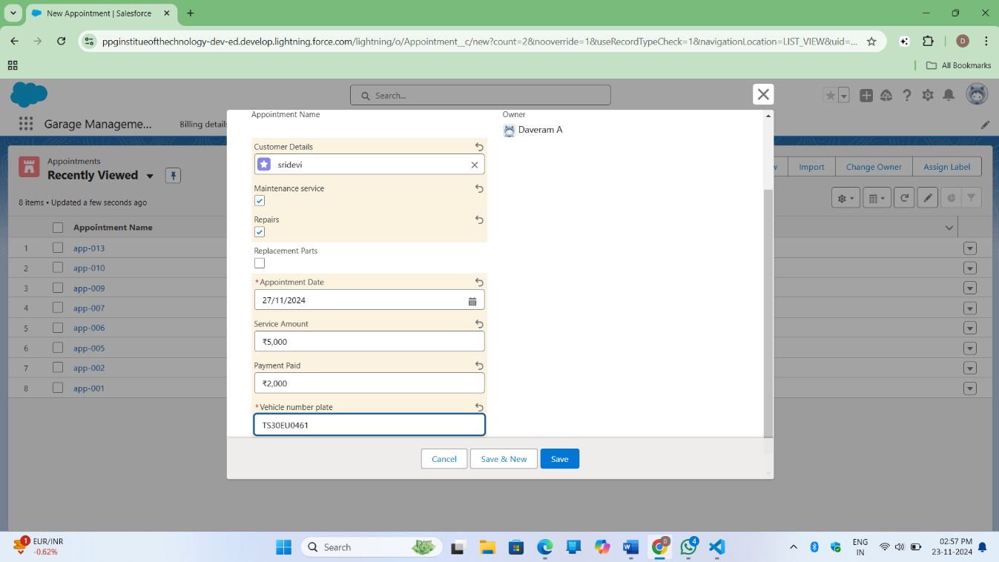 New Appointment | Salesforce
ppginstitueofthechnology-dev-ed.develop.lightning.force.com/lightning/o/Appointment__c/new?count=2&nooverride=1&useRecordTypeCheck=1&navigationLocation=LIST_VIEW&uid=...
D
All Bookmarks
Search...
Garage Manageme...
Billing details
Appointments
Recently Viewed
8 items • Updated a few seconds ago
Import
Change Owner
Assign Label
Appointment Name
1 app-013
2 app-010
3 app-009
4 app-007
5 app-006
6 app-005
7 app-002
8 app-001
Appointment Name
Owner
Daveram A
Customer Details
sridevi
Maintenance service
Repairs
Replacement Parts
*Appointment Date
27/11/2024
Service Amount
₹5,000
Payment Paid
₹2,000
*Vehicle number plate
TS30EU0461
Cancel
Save & New
Save
1
EUR/INR
-0.62%
Search
D
4
ENG
IN
02:57 PM
23-11-2024